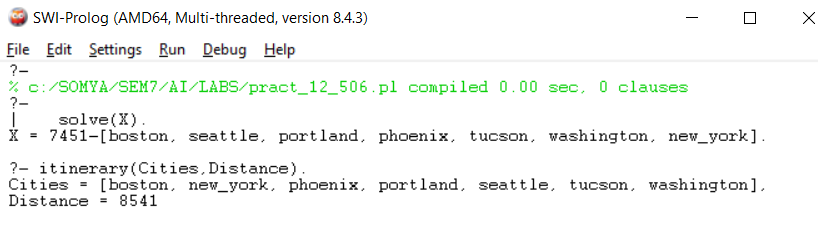 SWI-Prolog (AMD64, Multi-threaded, version 8.4.3)
File Edit Settings Run Debug Help
?-
% c:/SOMYA/SEM7/AI/LABS/pract_12_506.pl compiled 0.00 sec, 0 clauses
?-
|    solve(X).
X = 7451-[boston, seattle, portland, phoenix, tucson, washington, new_york].
?- itinerary(Cities,Distance).
Cities = [boston, new_york, phoenix, portland, seattle, tucson, washington],
Distance = 8541